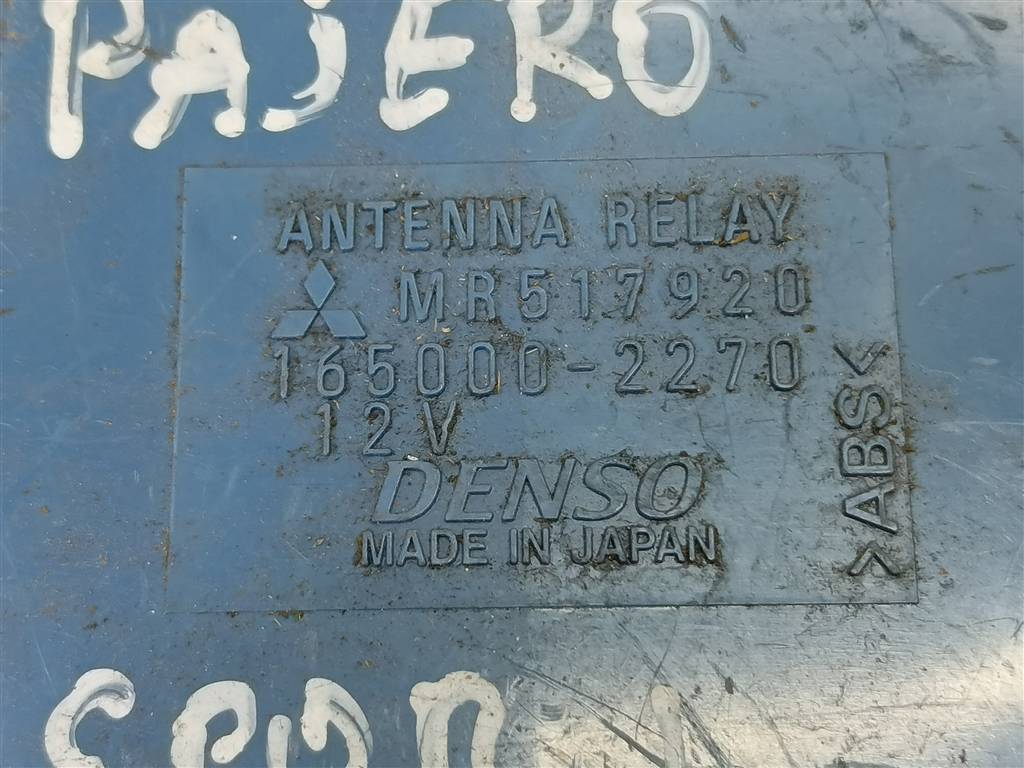 PAJERO
ANTENNA RELAY
MR517920
165000-2270
12V
DENSO
MADE IN JAPAN
>ABS<